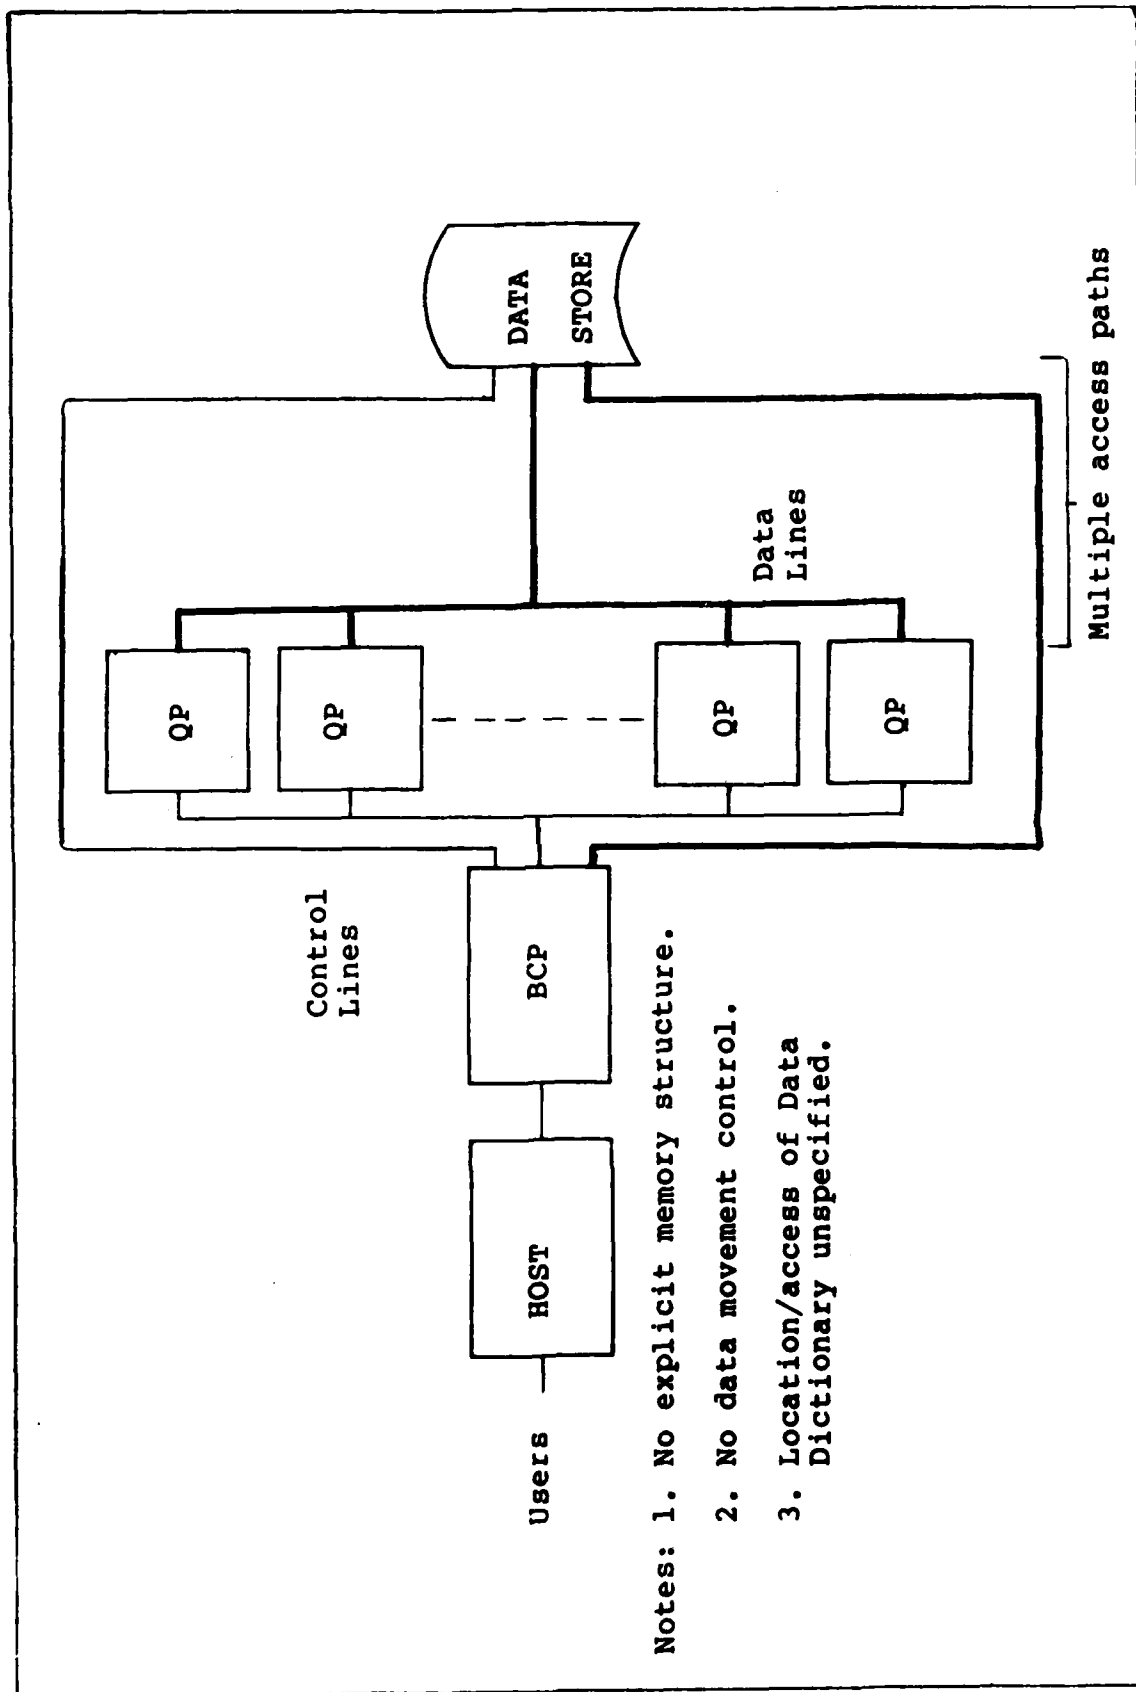 Users
HOST
BCP
Control
Lines
QP
QP
QP
QP
Data
Lines
DATA
STORE
Multiple access paths
Notes: 1. No explicit memory structure.
2. No data movement control.
3. Location/access of Data
Dictionary unspecified.